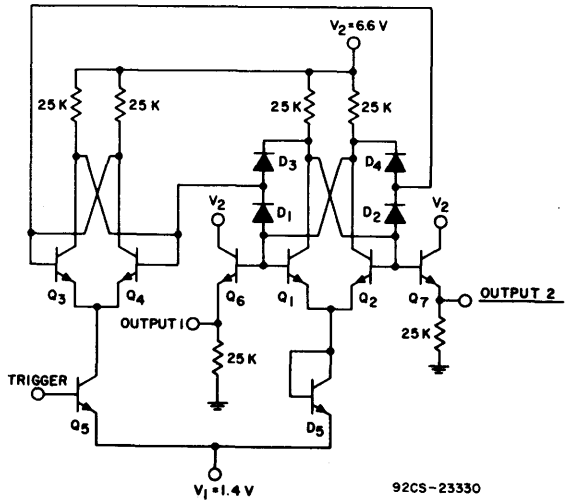 V2=6.6 V
25 K
25 K
25 K
25 K
D3
D4
D1
D2
V2
V2
Q3
Q4
Q6
Q1
Q2
Q7
OUTPUT 2
OUTPUT 1
25 K
25 K
TRIGGER
Q5
D5
V1=1.4 V
92CS-23330